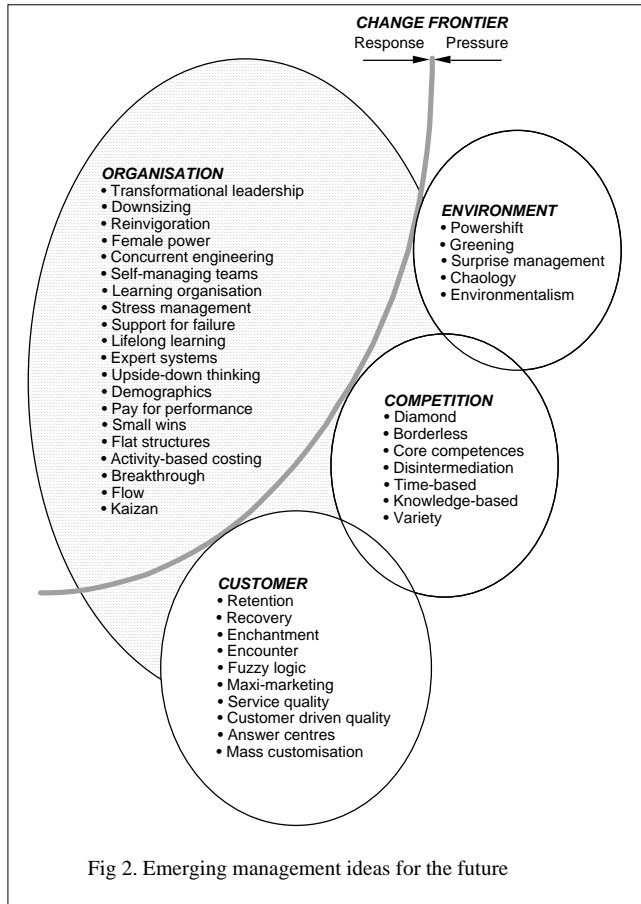 CHANGE FRONTIER
Response Pressure
ORGANISATION
• Transformational leadership
• Downsizing
• Reinvigoration
• Female power
• Concurrent engineering
• Self-managing teams
• Learning organisation
• Stress management
• Support for failure
• Lifelong learning
• Expert systems
• Upside-down thinking
• Demographics
• Pay for performance
• Small wins
• Flat structures
• Activity-based costing
• Breakthrough
• Flow
• Kaizan
ENVIRONMENT
• Powershift
• Greening
• Surprise management
• Chaology
• Environmentalism
COMPETITION
• Diamond
• Borderless
• Core competences
• Disintermediation
• Time-based
• Knowledge-based
• Variety
CUSTOMER
• Retention
• Recovery
• Enchantment
• Encounter
• Fuzzy logic
• Maxi-marketing
• Service quality
• Customer driven quality
• Answer centres
• Mass customisation
Fig 2. Emerging management ideas for the future